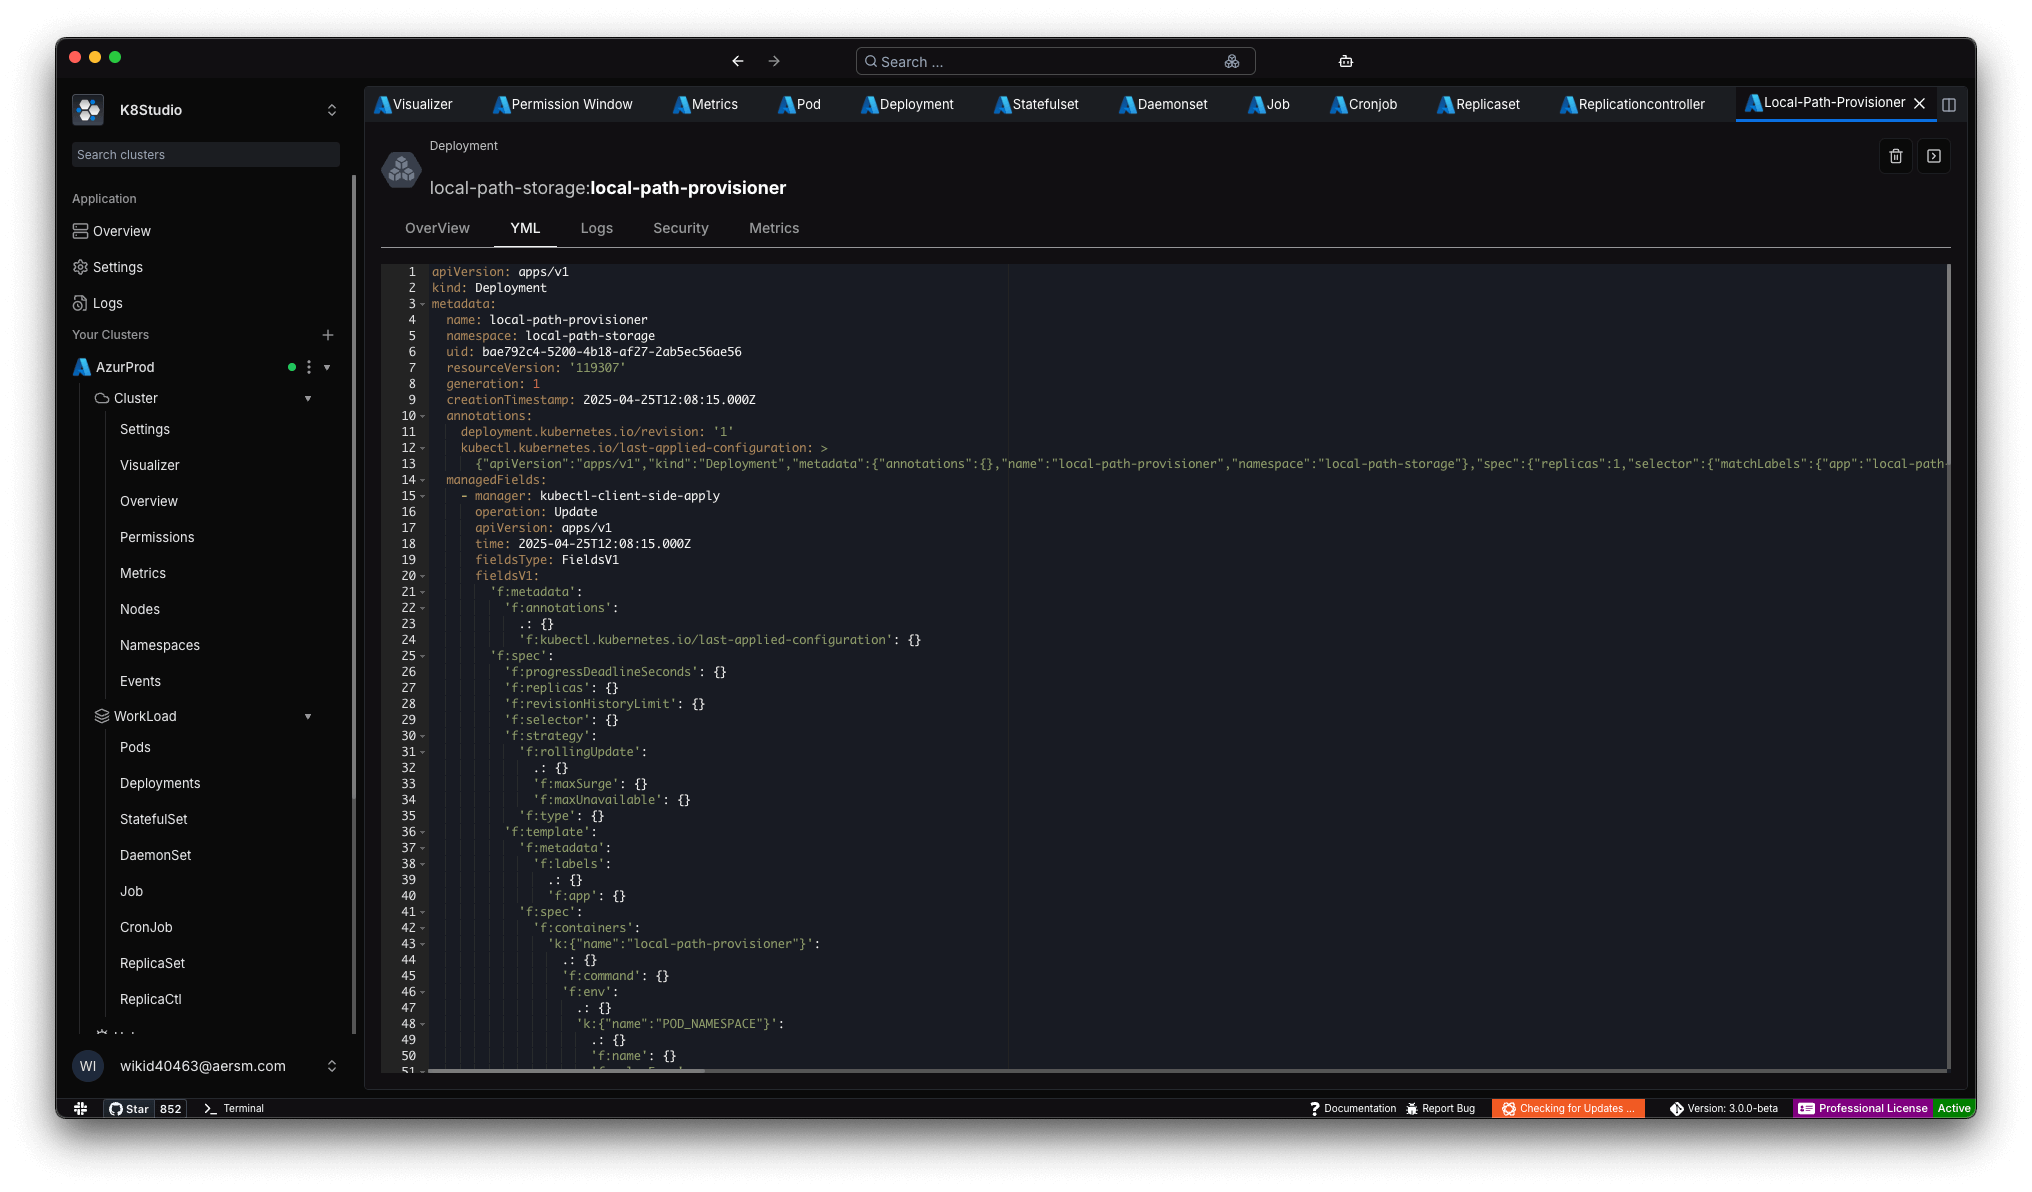 Search ...
K8Studio
Search clusters
Application
Overview
Settings
Logs
Your Clusters
AzurProd
Cluster
Settings
Visualizer
Overview
Permissions
Metrics
Nodes
Namespaces
Events
WorkLoad
Pods
Deployments
StatefulSet
DaemonSet
Job
CronJob
ReplicaSet
ReplicaCtl
WI wikid40463@aersm.com
Visualizer Permission Window Metrics Pod Deployment Statefulset Daemonset Job Cronjob Replicaset Replicationcontroller Local-Path-Provisioner
Deployment
local-path-storage:local-path-provisioner
OverView YML Logs Security Metrics
1 apiVersion: apps/v1
2 kind: Deployment
3 metadata:
4 name: local-path-provisioner
5 namespace: local-path-storage
6 uid: bae792c4-5200-4b18-af27-2ab5ec56ae56
7 resourceVersion: '119307'
8 generation: 1
9 creationTimestamp: 2025-04-25T12:08:15.000Z
10 annotations:
11 deployment.kubernetes.io/revision: '1'
12 kubectl.kubernetes.io/last-applied-configuration: >
13 {"apiVersion":"apps/v1","kind":"Deployment","metadata":{"annotations":{},"name":"local-path-provisioner","namespace":"local-path-storage"},"spec":{"replicas":1,"selector":{"matchLabels":{"app":"local-path-
14 managedFields:
15 - manager: kubectl-client-side-apply
16 operation: Update
17 apiVersion: apps/v1
18 time: 2025-04-25T12:08:15.000Z
19 fieldsType: FieldsV1
20 fieldsV1:
21 'f:metadata':
22 'f:annotations':
23 .: {}
24 'f:kubectl.kubernetes.io/last-applied-configuration': {}
25 'f:spec':
26 'f:progressDeadlineSeconds': {}
27 'f:replicas': {}
28 'f:revisionHistoryLimit': {}
29 'f:selector': {}
30 'f:strategy':
31 'f:rollingUpdate':
32 .: {}
33 'f:maxSurge': {}
34 'f:maxUnavailable': {}
35 'f:type': {}
36 'f:template':
37 'f:metadata':
38 'f:labels':
39 .: {}
40 'f:app': {}
41 'f:spec':
42 'f:containers':
43 'k:{"name":"local-path-provisioner"}':
44 .: {}
45 'f:command': {}
46 'f:env':
47 .: {}
48 'k:{"name":"POD_NAMESPACE"}':
49 .: {}
50 'f:name': {}
51
Star 852 Terminal Documentation Report Bug Checking for Updates ... Version: 3.0.0-beta Professional License Active